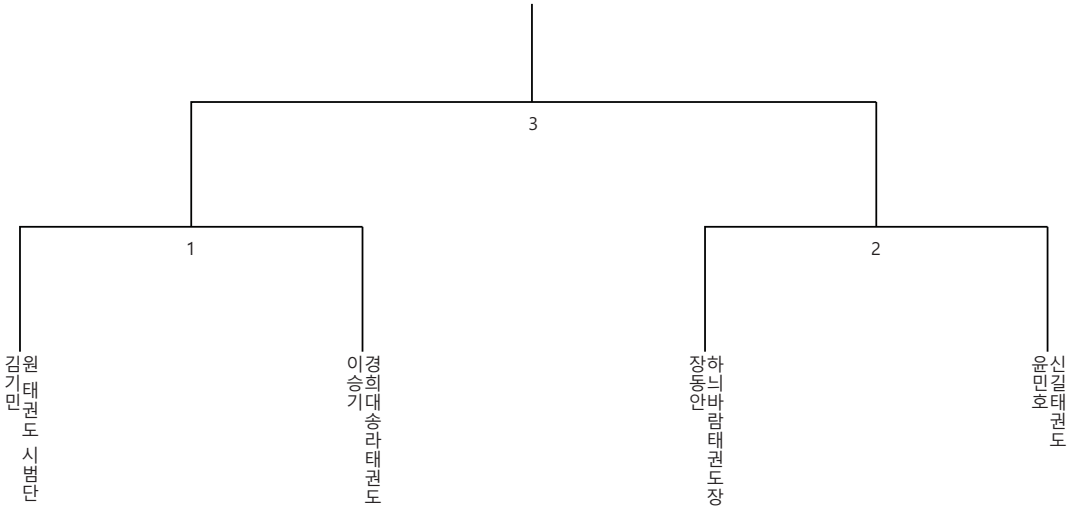 3
1
2
김기민
원 태권도 시범단
이승기
경희대송라태권도
장동안
하늬바람태권도장
윤민호
신길태권도